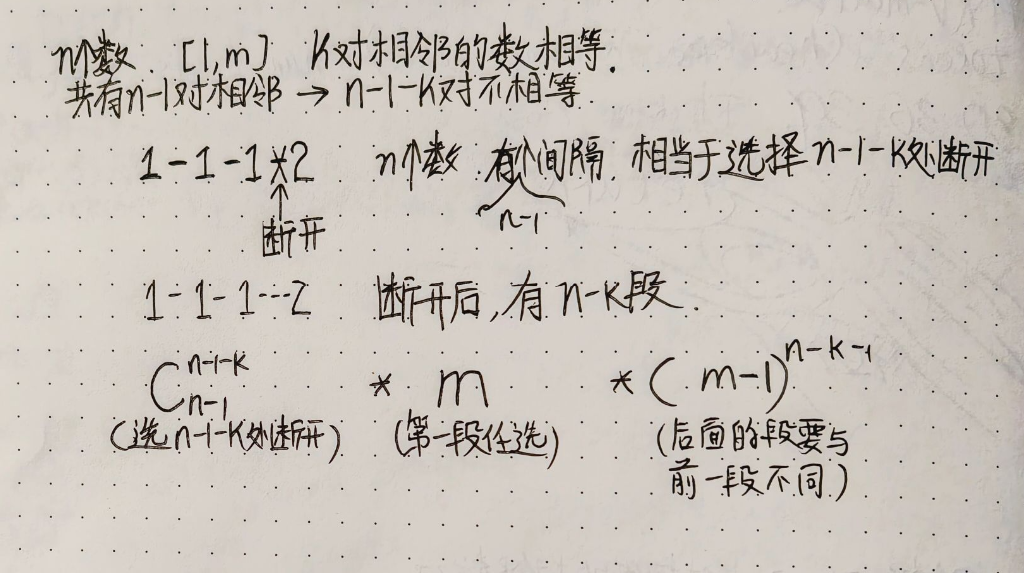 n个数. [1,m] K对相邻的数相等.
共有n-1对相邻 → n-1-K对不相等
1-1-1×2 n个数 有个间隔. 相当于选择n-1-K处断开
n-1
断开
1-1-1···2 断开后,有n-K段.
C_{n-1}^{n-1-K} * m * (m-1)^{n-K-1}
(选n-1-K处断开) (第一段任选) (后面的段要与
前一段不同)